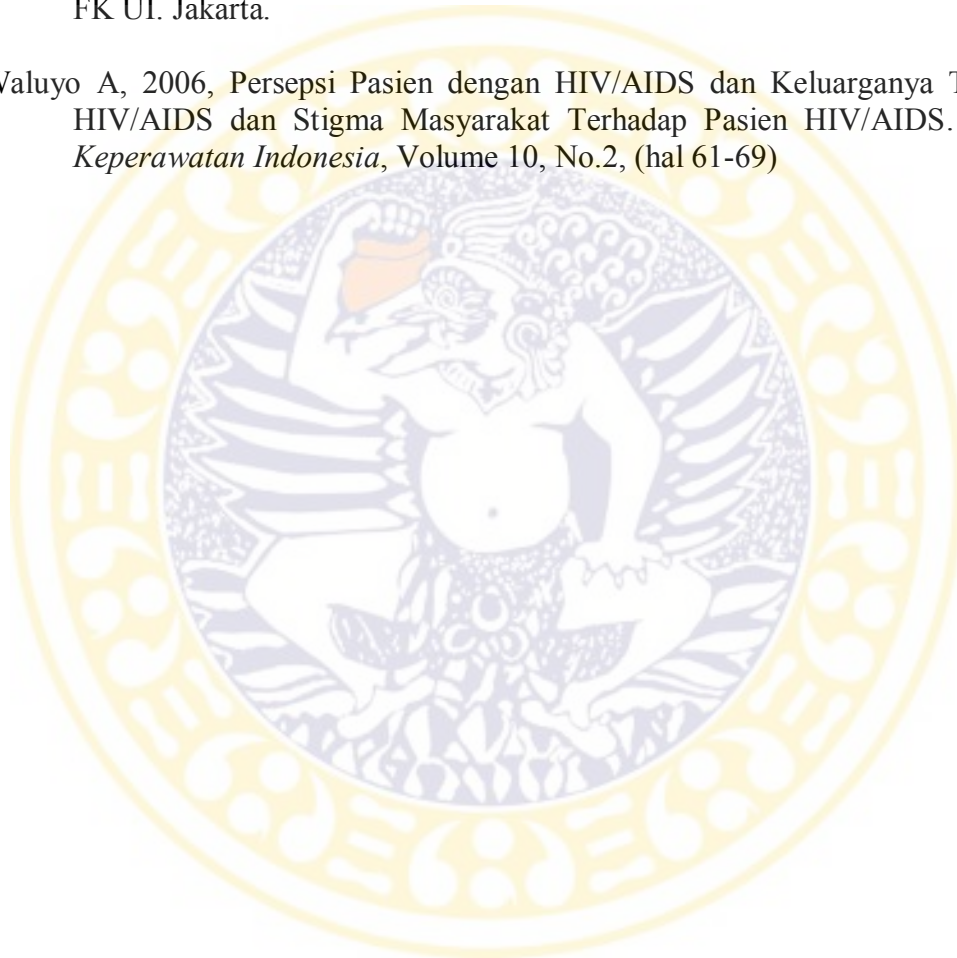 FK UI. Jakarta.
Waluyo A, 2006, Persepsi Pasien dengan HIV/AIDS dan Keluarganya
HIV/AIDS dan Stigma Masyarakat Terhadap Pasien HIV/AIDS.
Keperawatan Indonesia, Volume 10, No.2, (hal 61-69)